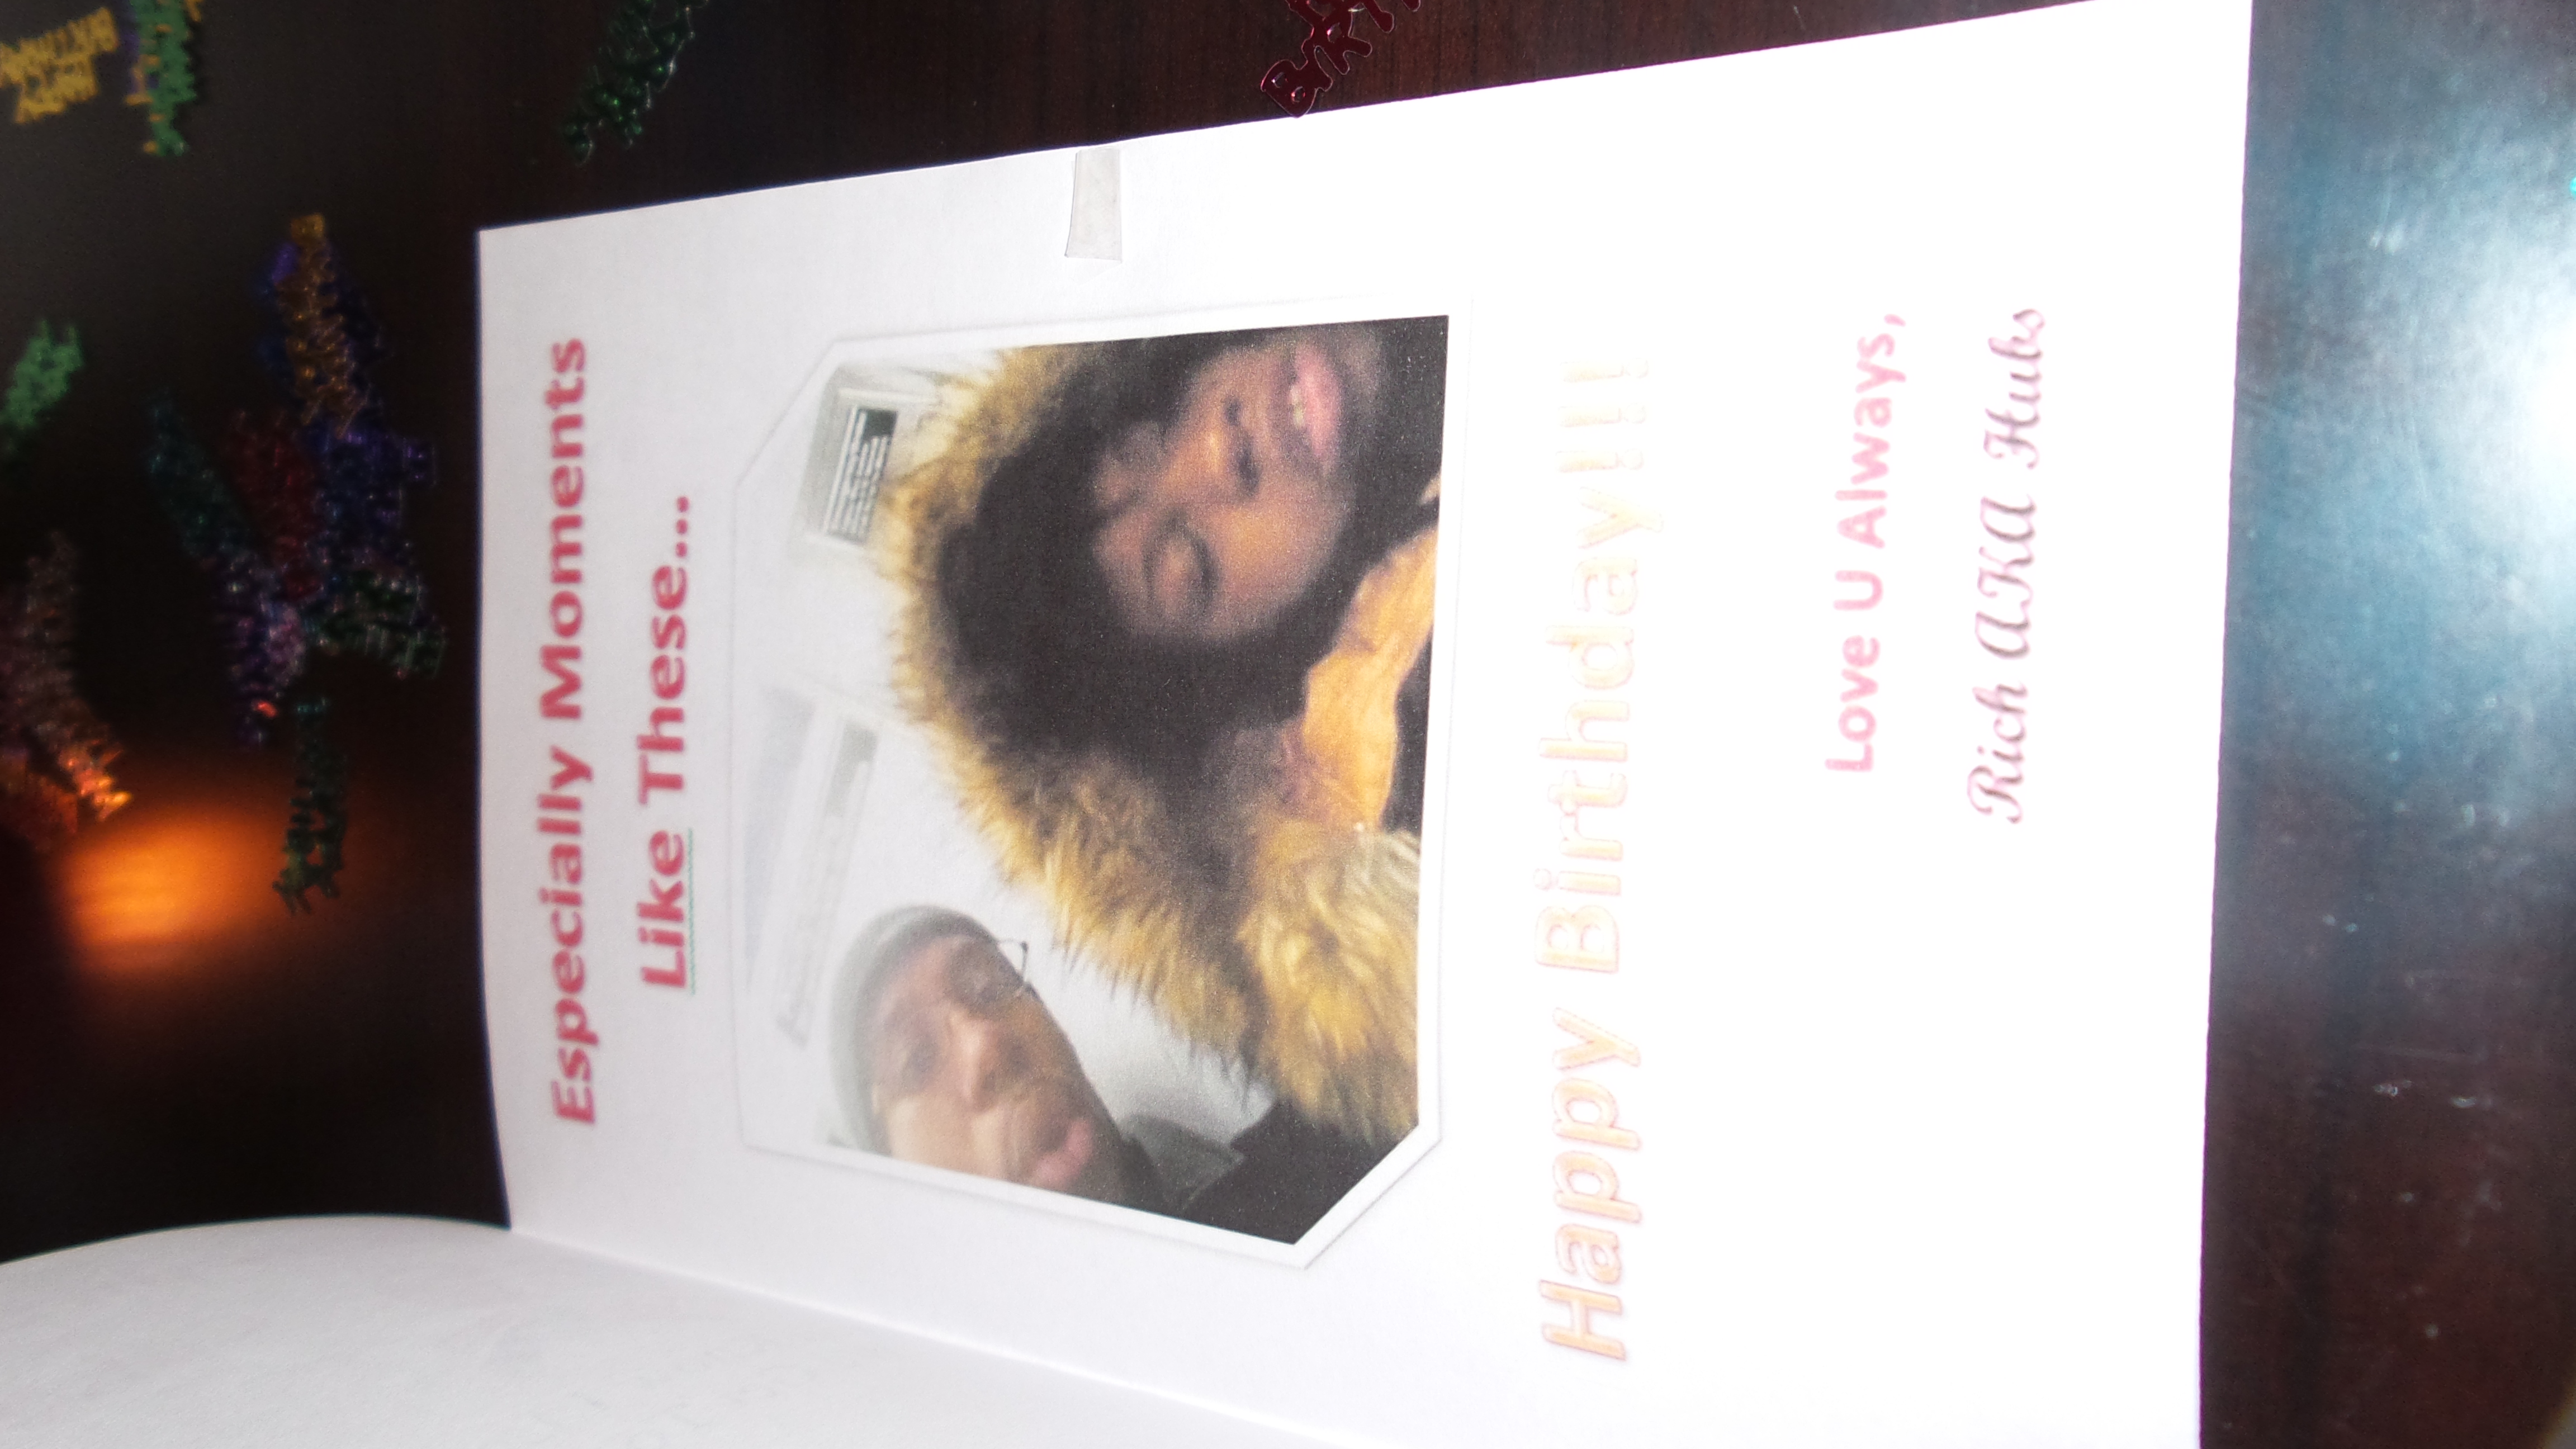 Especially Moments
Like These...
Happy Birthday!!!
Love U Always,
Rich AKA Hubs